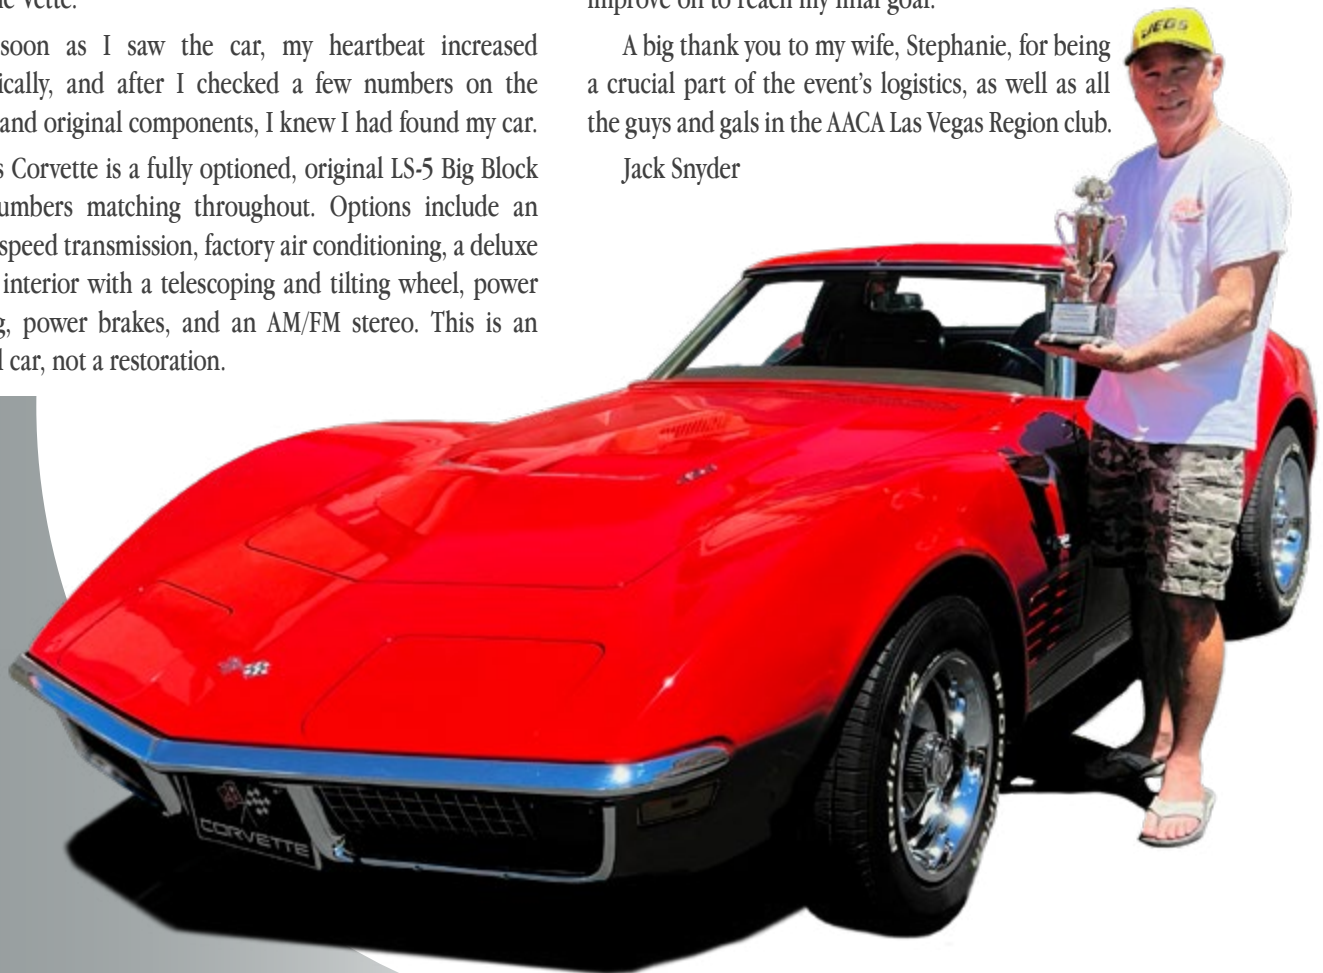 Vette.
soon as I saw the car, my heartbeat increased
ically, and after I checked a few numbers on the
and original components, I knew I had found my car.
s Corvette is a fully optioned, original LS-5 Big Block
umbers matching throughout. Options include an
speed transmission, factory air conditioning, a deluxe
interior with a telescoping and tilting wheel, power
g, power brakes, and an AM/FM stereo. This is an
l car, not a restoration.
improve on to reach my final goal.
A big thank you to my wife, Stephanie, for being
a crucial part of the event's logistics, as well as all
the guys and gals in the AACA Las Vegas Region club.
Jack Snyder
JEGS
CORVETTE
RADIAL T/A
BFGOODRICH